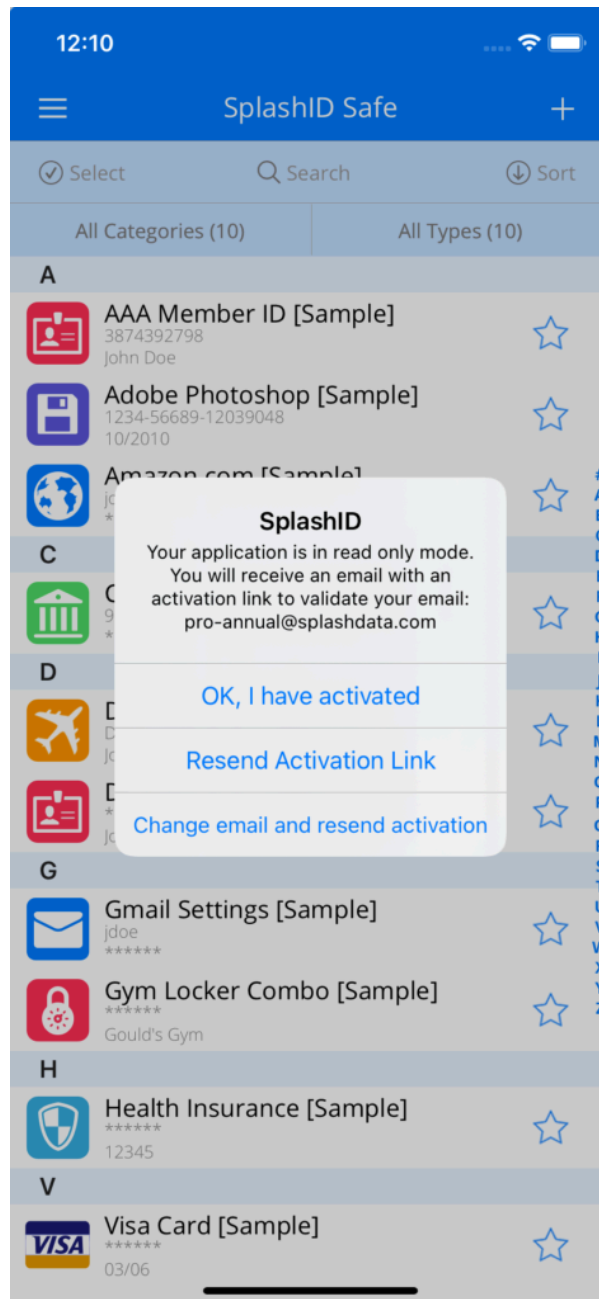 12:10
SplashID Safe
Select
Search
Sort
All Categories (10)
All Types (10)
A
AAA Member ID [Sample]
3874392798
John Doe
Adobe Photoshop [Sample]
1234-56689-12039048
10/2010
Amazon.com [Sample]
SplashID
Your application is in read only mode.
You will receive an email with an
activation link to validate your email:
pro-annual@splashdata.com
OK, I have activated
Resend Activation Link
Change email and resend activation
C
D
G
Gmail Settings [Sample]
jdoe
******
Gym Locker Combo [Sample]
******
Gould's Gym
H
Health Insurance [Sample]
******
12345
V
VISA
Visa Card [Sample]
******
03/06